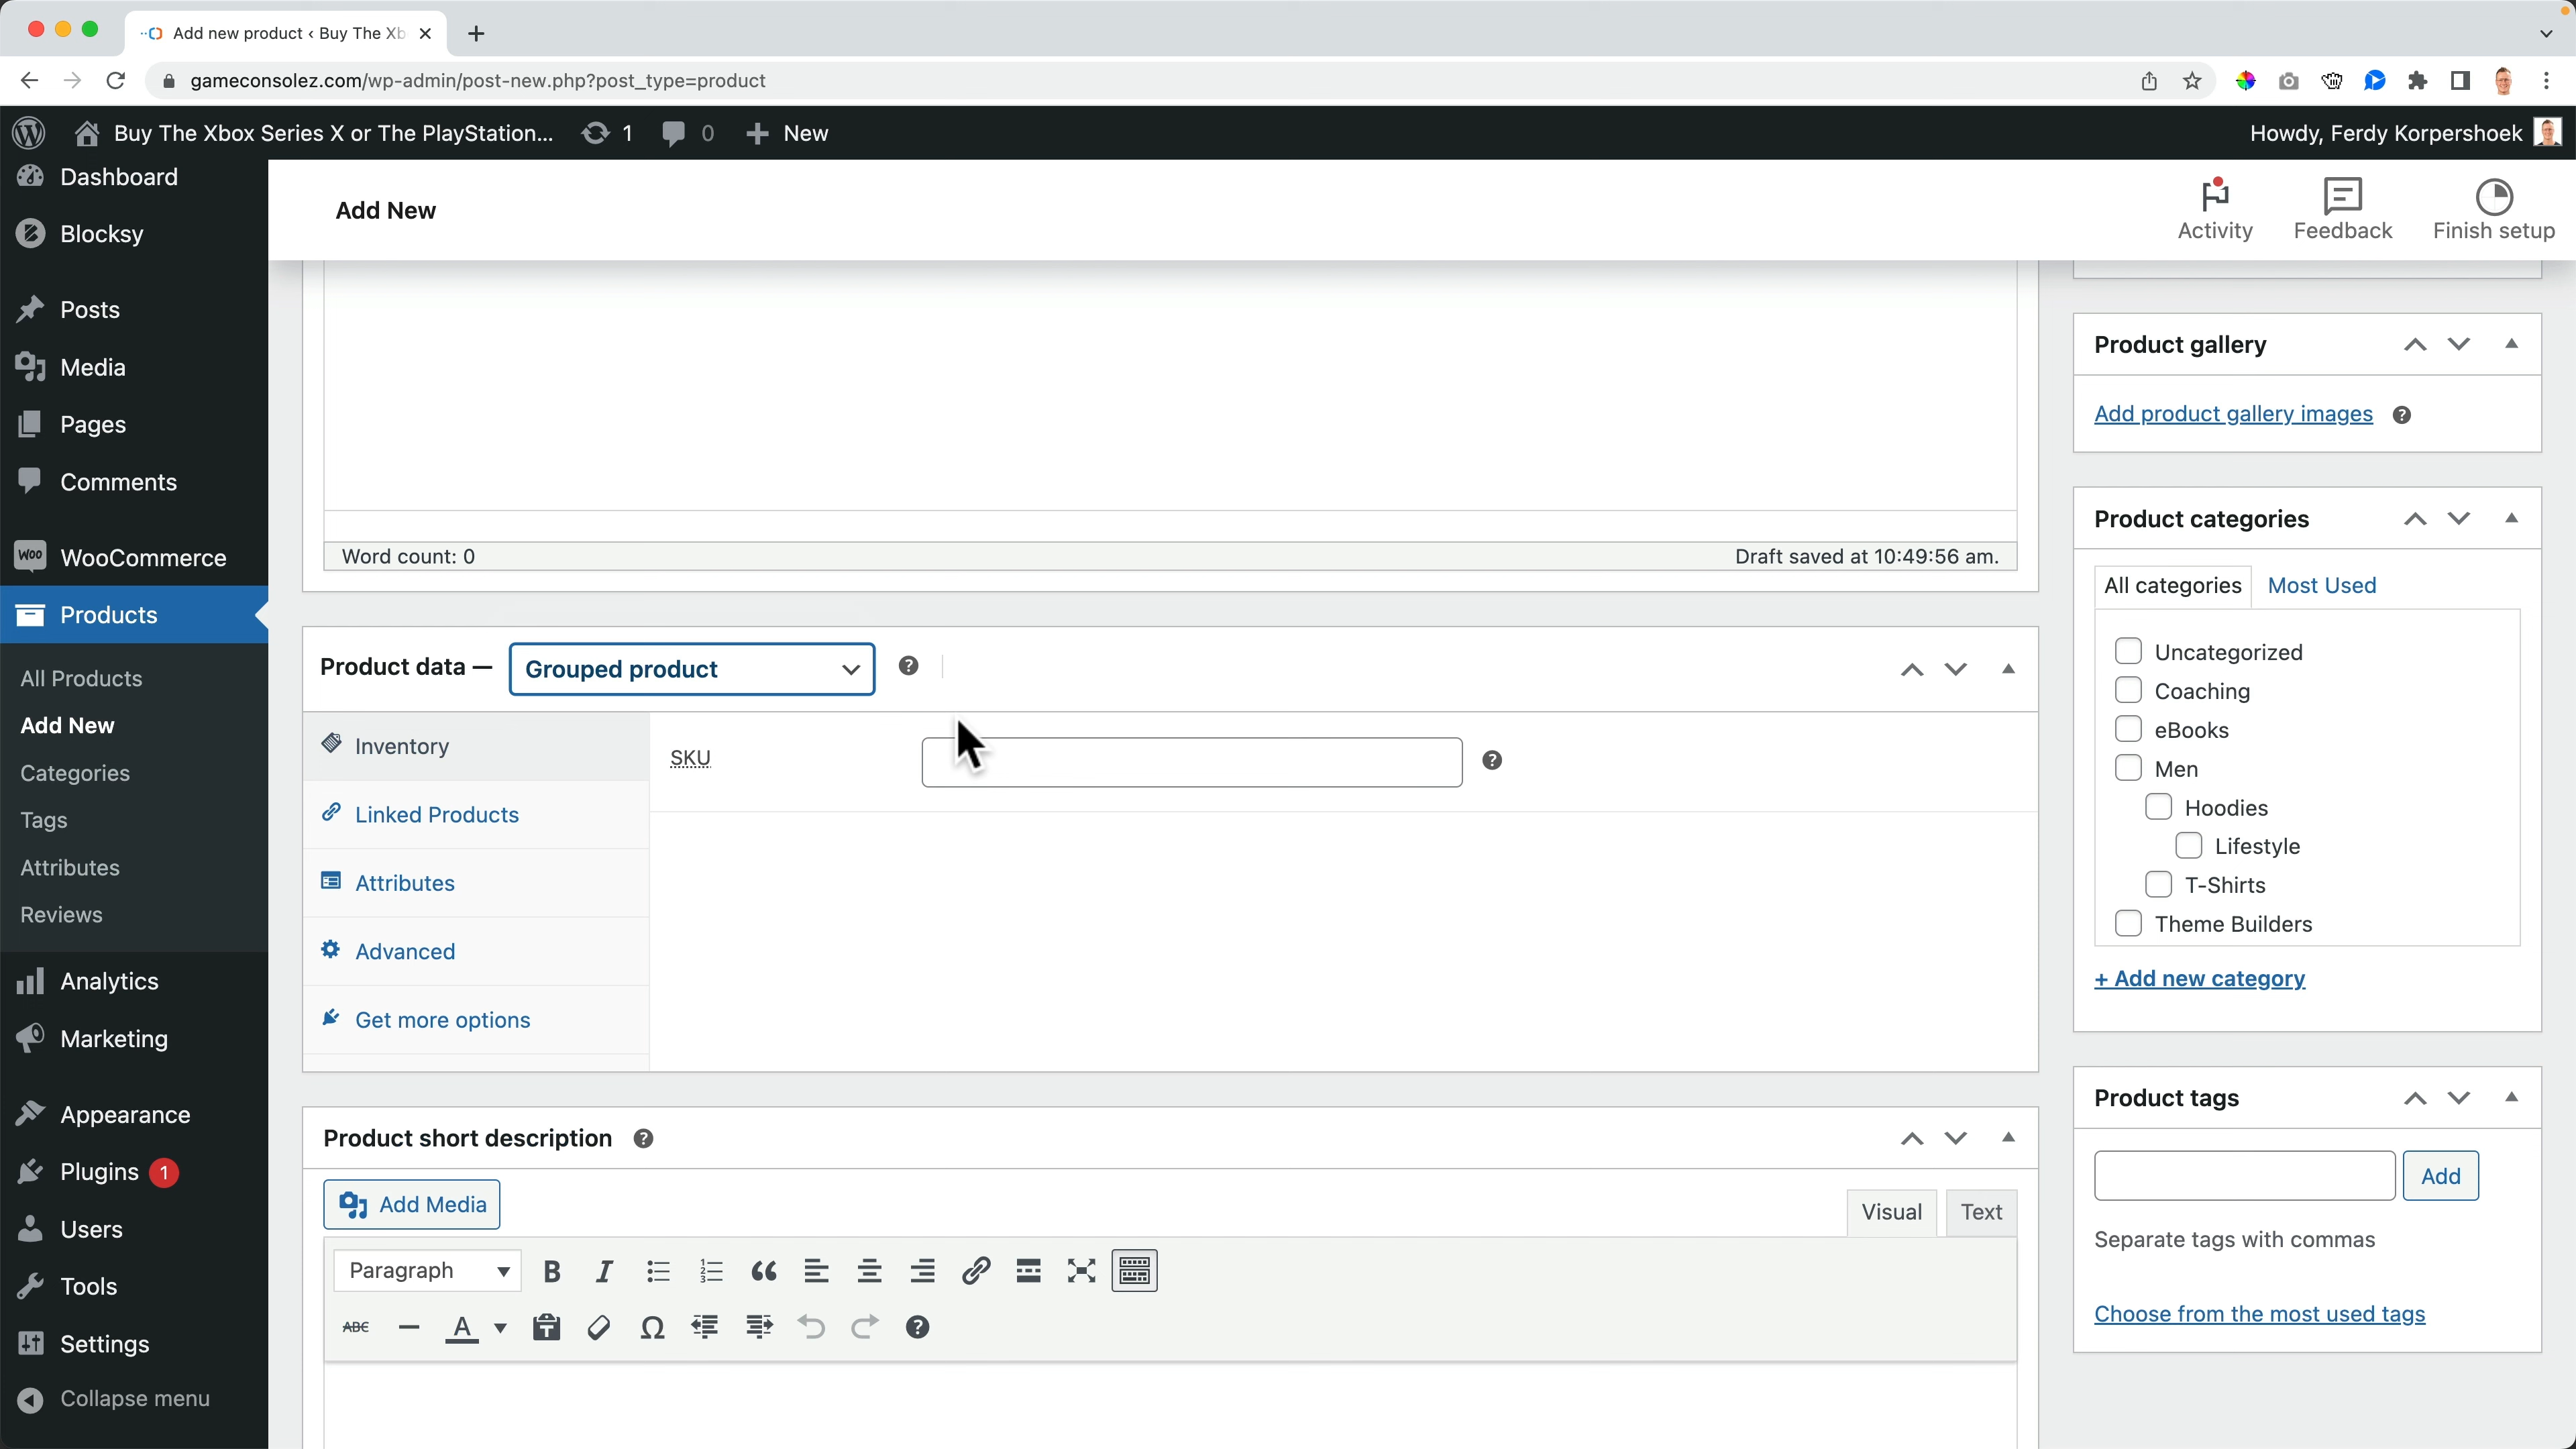 Add new product ‹ Buy The Xb
gameconsolez.com/wp-admin/post-new.php?post_type=product
Buy The Xbox Series X or The PlayStation... 1 0 New
Howdy, Ferdy Korpershoek
Dashboard
Blocksy
Posts
Media
Pages
Comments
Woo WooCommerce
Products
All Products
Add New
Categories
Tags
Attributes
Reviews
Analytics
Marketing
Appearance
Plugins 1
Users
Tools
Settings
Collapse menu
Add New
Activity
Feedback
Finish setup
Word count: 0
Draft saved at 10:49:56 am.
Product data — Grouped product
Inventory
Linked Products
Attributes
Advanced
Get more options
SKU
Product short description
Add Media
Visual
Text
Paragraph
ABC
Product gallery
Add product gallery images
Product categories
All categories
Most Used
Uncategorized
Coaching
eBooks
Men
Hoodies
Lifestyle
T-Shirts
Theme Builders
+ Add new category
Product tags
Add
Separate tags with commas
Choose from the most used tags